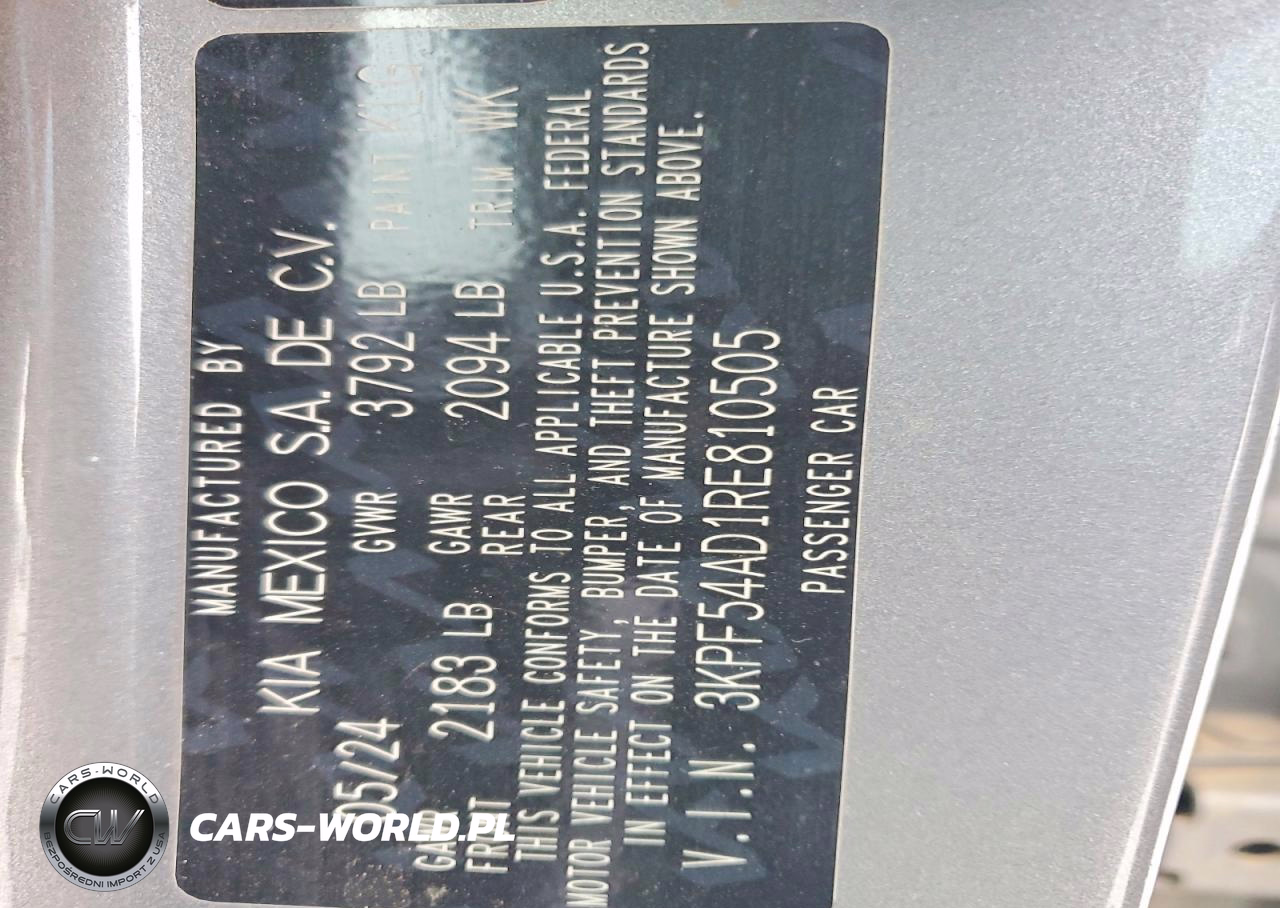 MANUFACTURED BY
KIA MEXICO S.A. DE C.V.
05/24 GVWR 3792 LB PAINT KLG
GAWR FRNT 2183 LB GAWR REAR 2094 LB TRIM WK
THIS VEHICLE CONFORMS TO ALL APPLICABLE U.S.A. FEDERAL
MOTOR VEHICLE SAFETY, BUMPER, AND THEFT PREVENTION STANDARDS
IN EFFECT ON THE DATE OF MANUFACTURE SHOWN ABOVE.
V.I.N. 3KPF54AD1RE810505
PASSENGER CAR
CARS-WORLD
CW
BEZPOŚREDNI IMPORT Z USA
CARS-WORLD.PL